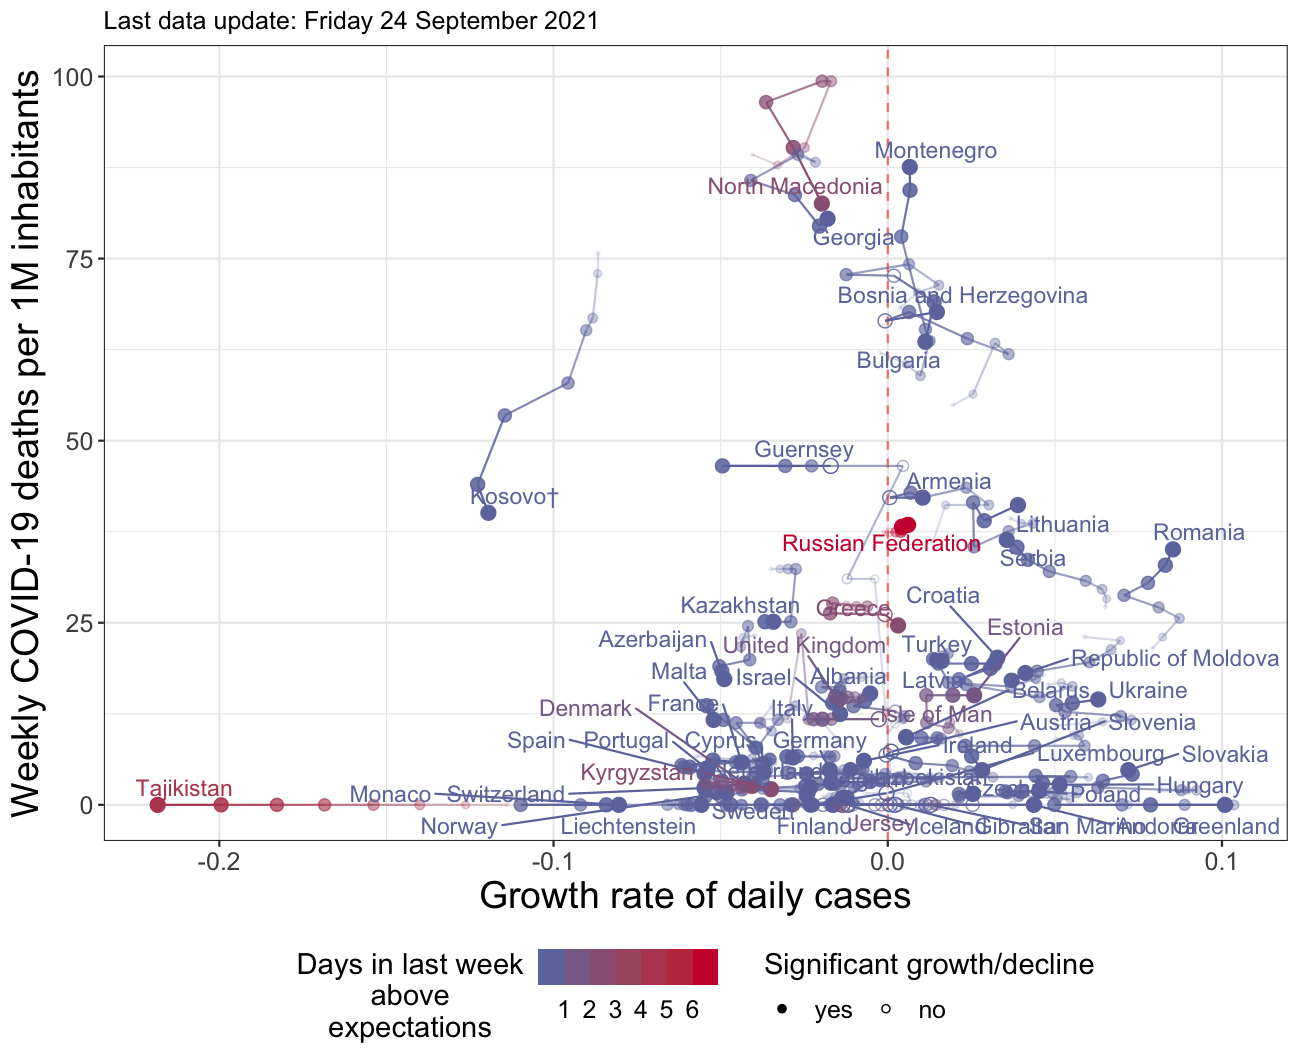 Last data update: Friday 24 September 2021
Weekly COVID-19 deaths per 1M inhabitants
100
75
50
25
0
Montenegro
North Macedonia
Georgia
Bosnia and Herzegovina
Bulgaria
Guernsey
Kosovo†
Armenia
Lithuania
Romania
Russian Federation
Serbia
Croatia
Kazakhstan
Greece
Estonia
Azerbaijan
United Kingdom
Turkey
Republic of Moldova
Malta
Israel
Albania
Latvia
Belarus
Ukraine
Denmark
France
Italy
Isle of Man
Austria
Slovenia
Spain
Portugal
Cyprus
Germany
Ireland
Luxembourg
Slovakia
Kyrgyzstan
Uzbekistan
Tajikistan
Monaco
Switzerland
Poland
Hungary
Norway
Liechtenstein
Sweden
Finland
Jersey
Iceland
Gibraltar
San Marino
Andorra
Greenland
-0.2
-0.1
0.0
0.1
Growth rate of daily cases
Days in last week
above
expectations
1 2 3 4 5 6
Significant growth/decline
yes
no